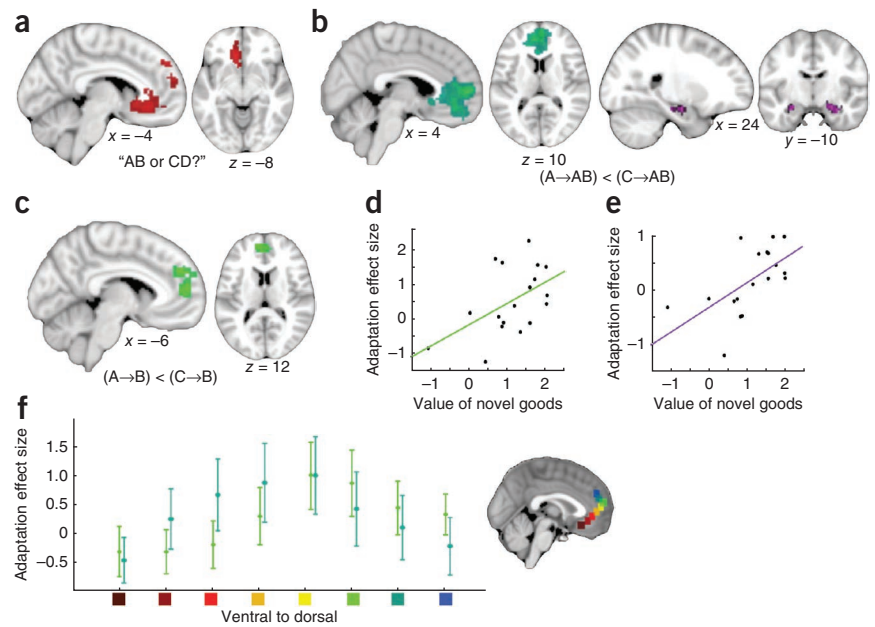 a
x = –4
"AB or CD?"
z = –8
b
x = 4
z = 10
x = 24
y = –10
(A→AB) < (C→AB)
c
x = –6
z = 12
(A→B) < (C→B)
d
Adaptation effect size
2
1
0
–1
–1 0 1 2
Value of novel goods
e
Adaptation effect size
1
0
–1
–1 0 1 2
Value of novel goods
f
Adaptation effect size
1.5
1.0
0.5
0
–0.5
Ventral to dorsal